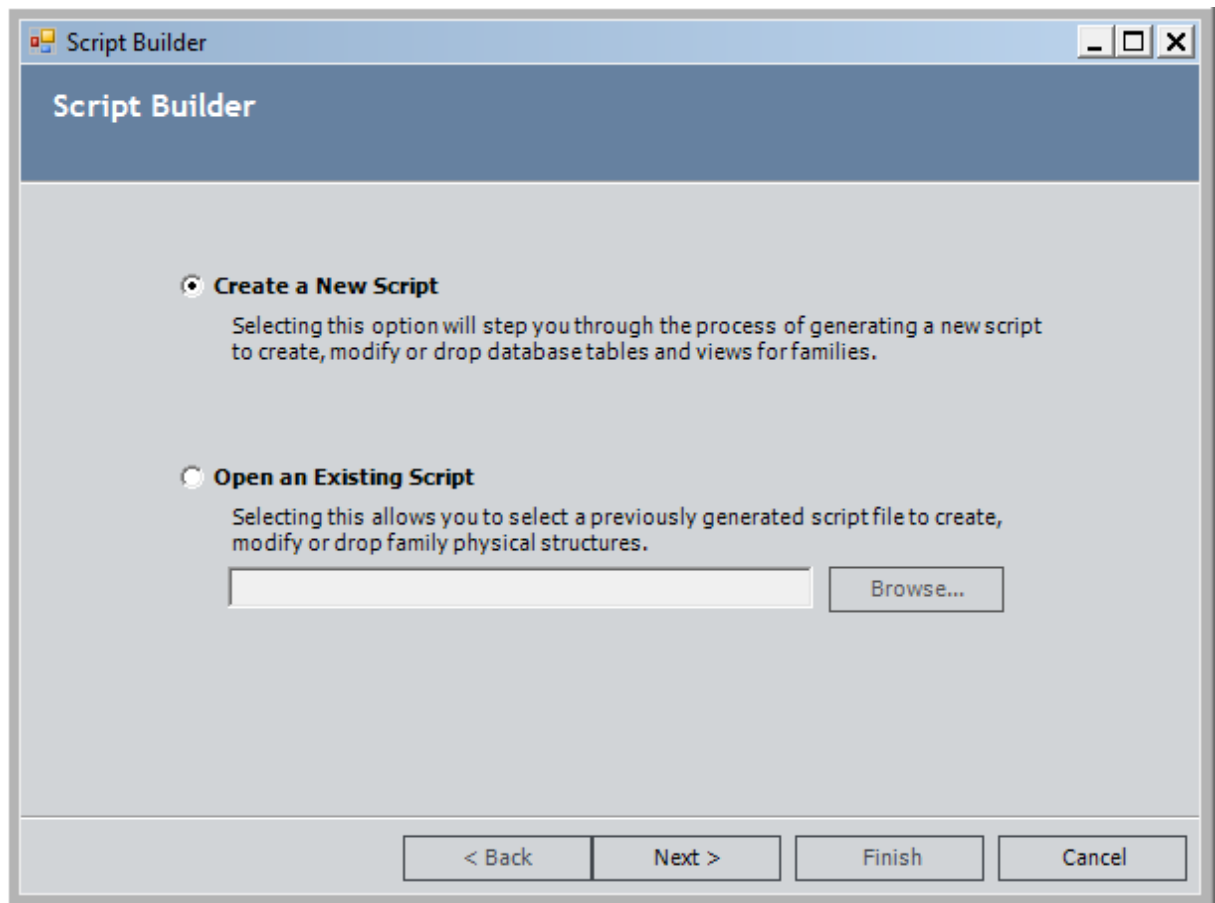 Script Builder
Script Builder
Create a New Script
Selecting this option will step you through the process of generating a new script
to create, modify or drop database tables and views for families.
Open an Existing Script
Selecting this allows you to select a previously generated script file to create,
modify or drop family physical structures.
Browse...
< Back Next > Finish Cancel